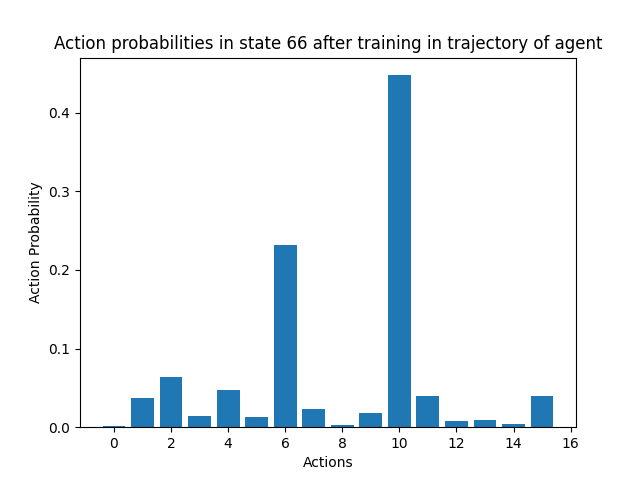 Action probabilities in state 66 after training in trajectory of agent
0.4
0.3
0.2
0.1
0.0
Action Probability
0 2 4 6 8 10 12 14 16
Actions